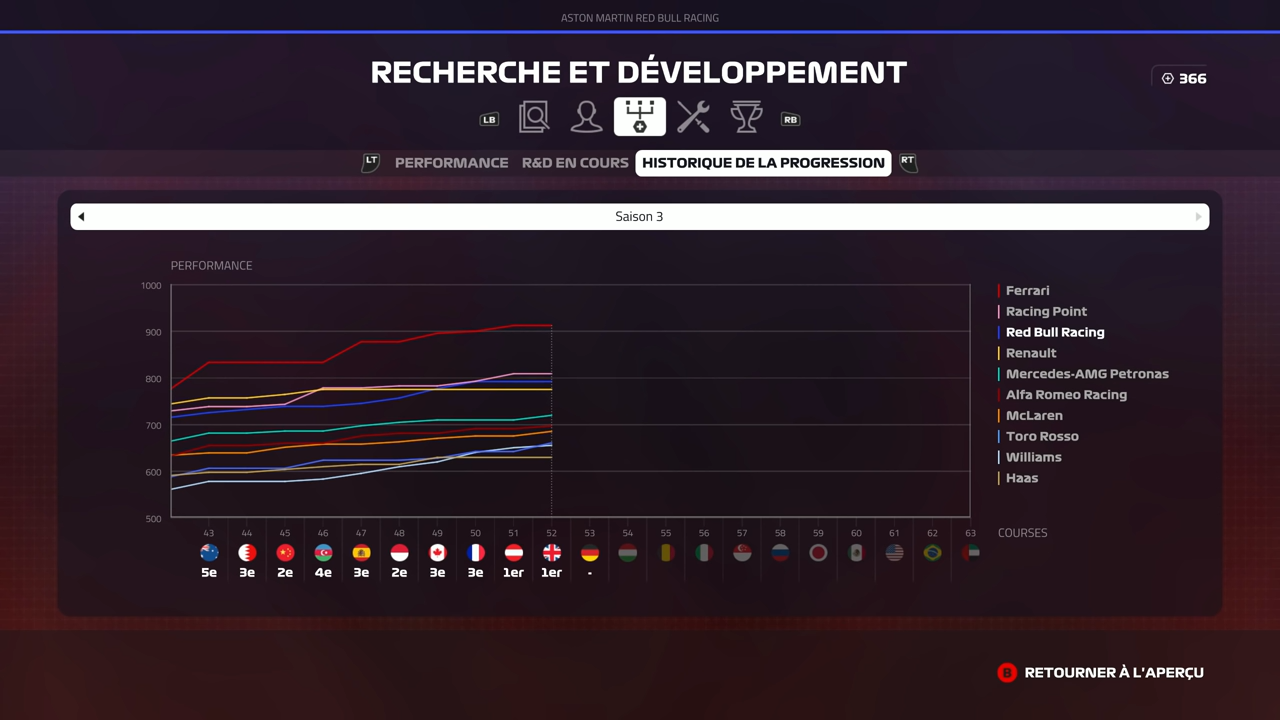 ASTON MARTIN RED BULL RACING
RECHERCHE ET DÉVELOPPEMENT
366
LB
RB
LT PERFORMANCE R&D EN COURS HISTORIQUE DE LA PROGRESSION RT
Saison 3
PERFORMANCE
1000
900
800
700
600
500
Ferrari
Racing Point
Red Bull Racing
Renault
Mercedes-AMG Petronas
Alfa Romeo Racing
McLaren
Toro Rosso
Williams
Haas
43 44 45 46 47 48 49 50 51 52 53 54 55 56 57 58 59 60 61 62 63 COURSES
5e 3e 2e 4e 3e 2e 3e 3e 1er 1er -
B RETOURNER À L'APERÇU